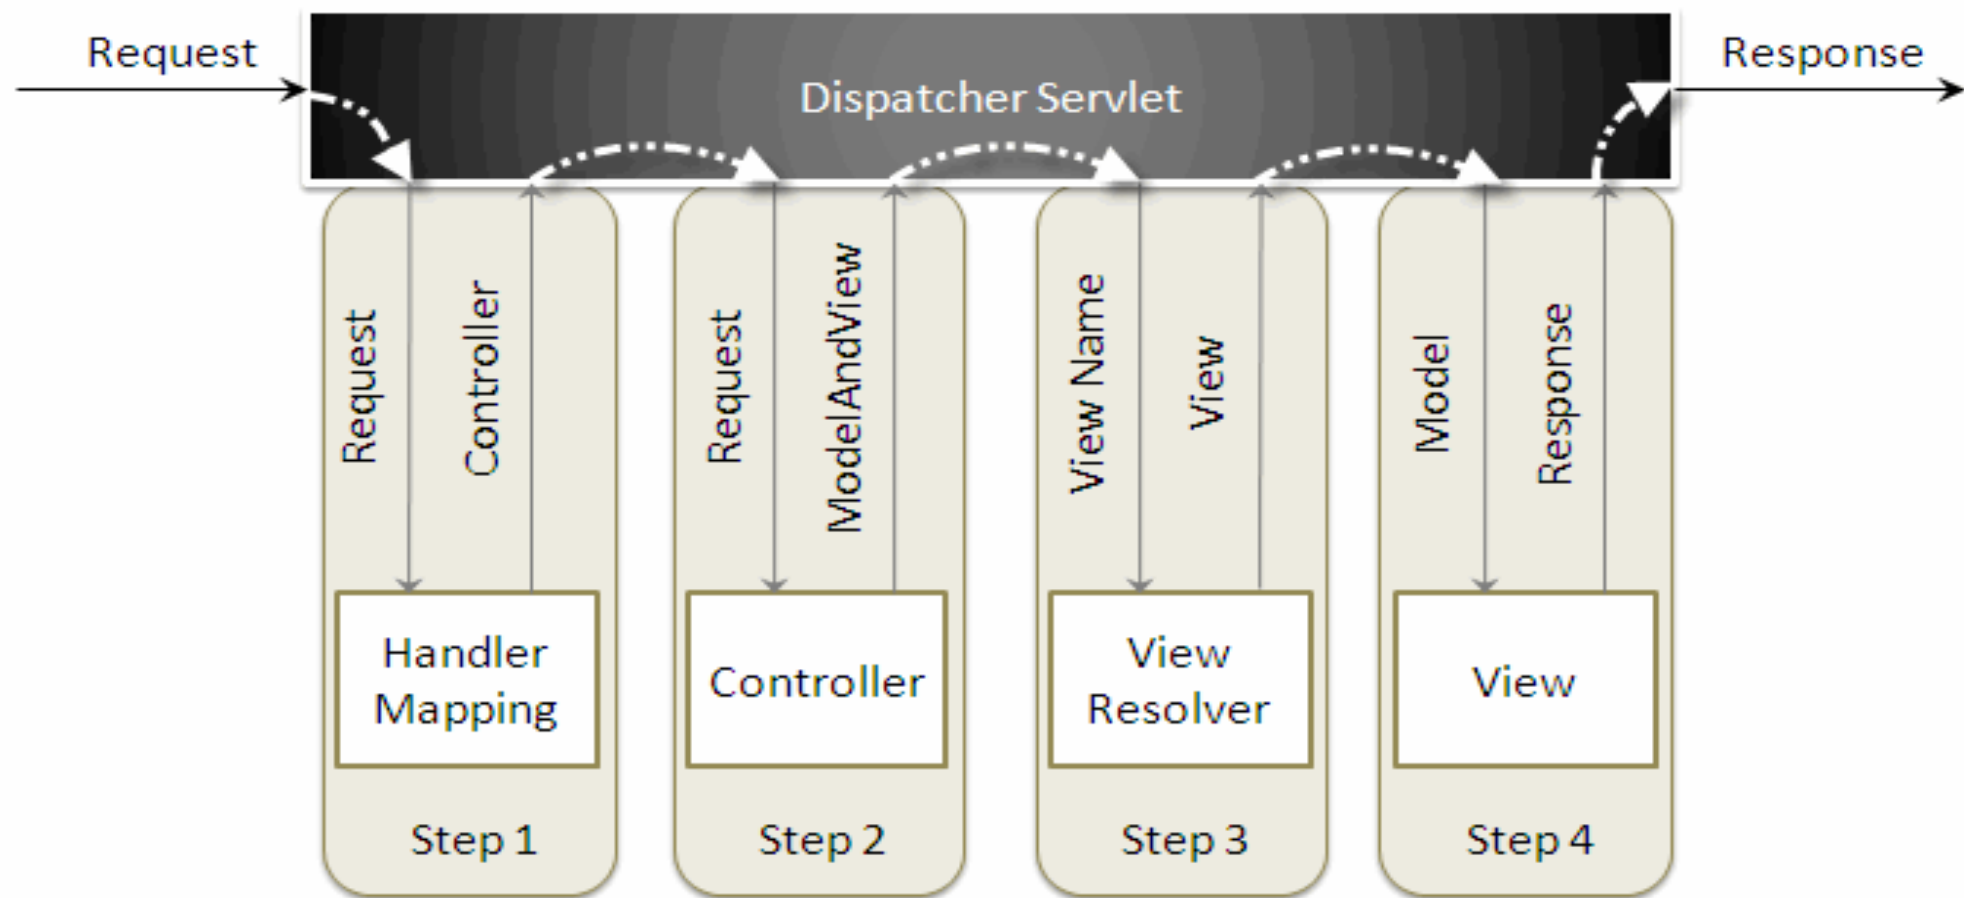 Request
Dispatcher Servlet
Response
Request
Controller
Request
ModelAndView
View Name
View
Model
Response
Handler
Mapping
Controller
View
Resolver
View
Step 1
Step 2
Step 3
Step 4